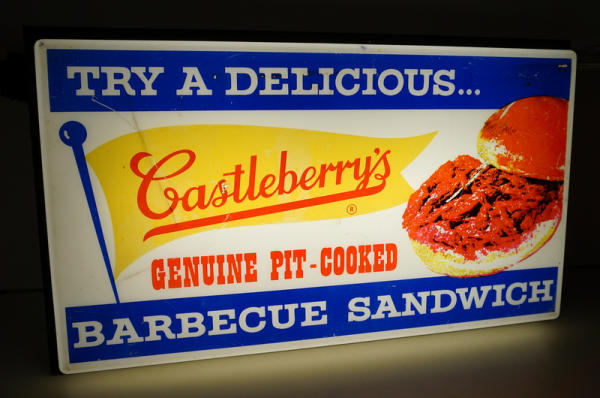 TRY A DELICIOUS...
Castleberry's
®
GENUINE PIT-COOKED
BARBECUE SANDWICH